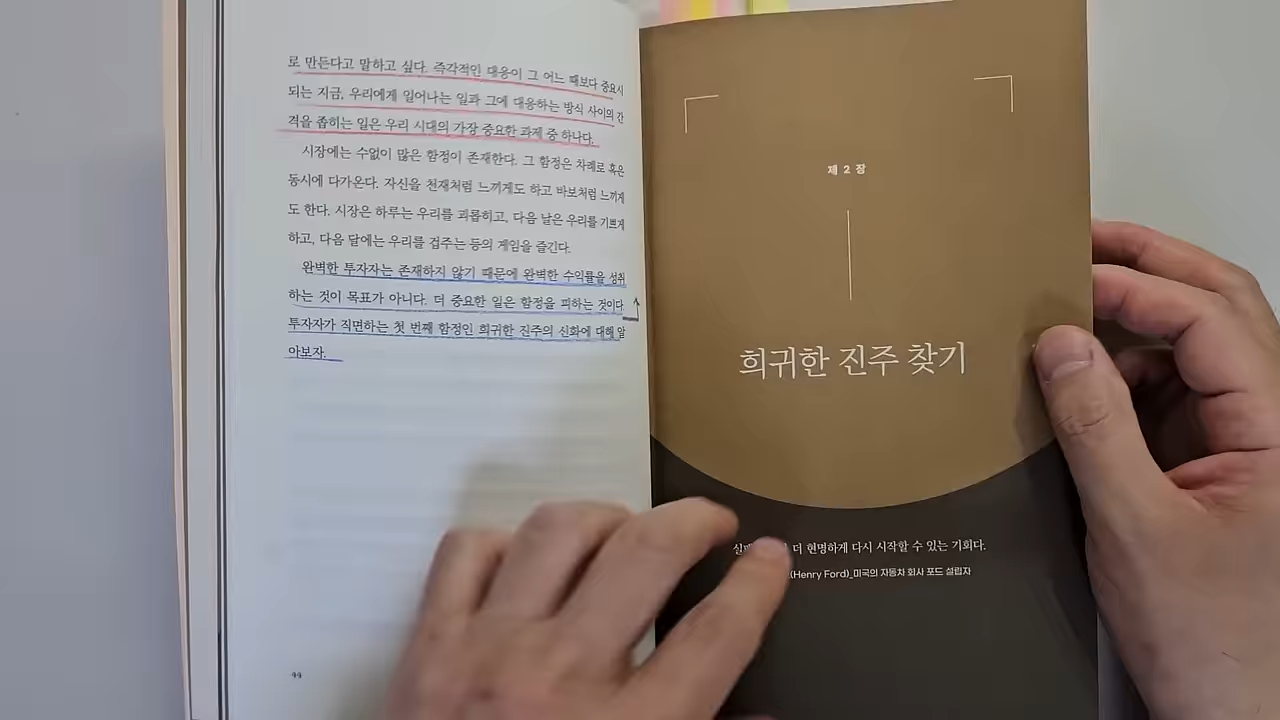 로 만든다고 말하고 싶다. 즉각적인 대응이 그 어느 때보다 중요시
되는 지금, 우리에게 일어나는 일과 그에 대응하는 방식 사이의 간
격을 좁히는 일은 우리 시대의 가장 중요한 과제 중 하나다.
시장에는 수없이 많은 함정이 존재한다. 그 함정은 차례로 혹은
동시에 다가온다. 자신을 천재처럼 느끼게도 하고 바보처럼 느끼게
도 한다. 시장은 하루는 우리를 괴롭히고, 다음 날은 우리를 기쁘게
하고, 다음 달에는 우리를 겁주는 등의 게임을 즐긴다.
완벽한 투자자는 존재하지 않기 때문에 완벽한 수익률을 성취
하는 것이 목표가 아니다. 더 중요한 일은 함정을 피하는 것이다
투자자가 직면하는 첫 번째 함정인 희귀한 진주의 신화에 대해 알
아보자.
44
제 2 장
희귀한 진주 찾기
더 현명하게 다시 시작할 수 있는 기회다.
(Henry Ford)_미국의 자동차 회사 포드 설립자